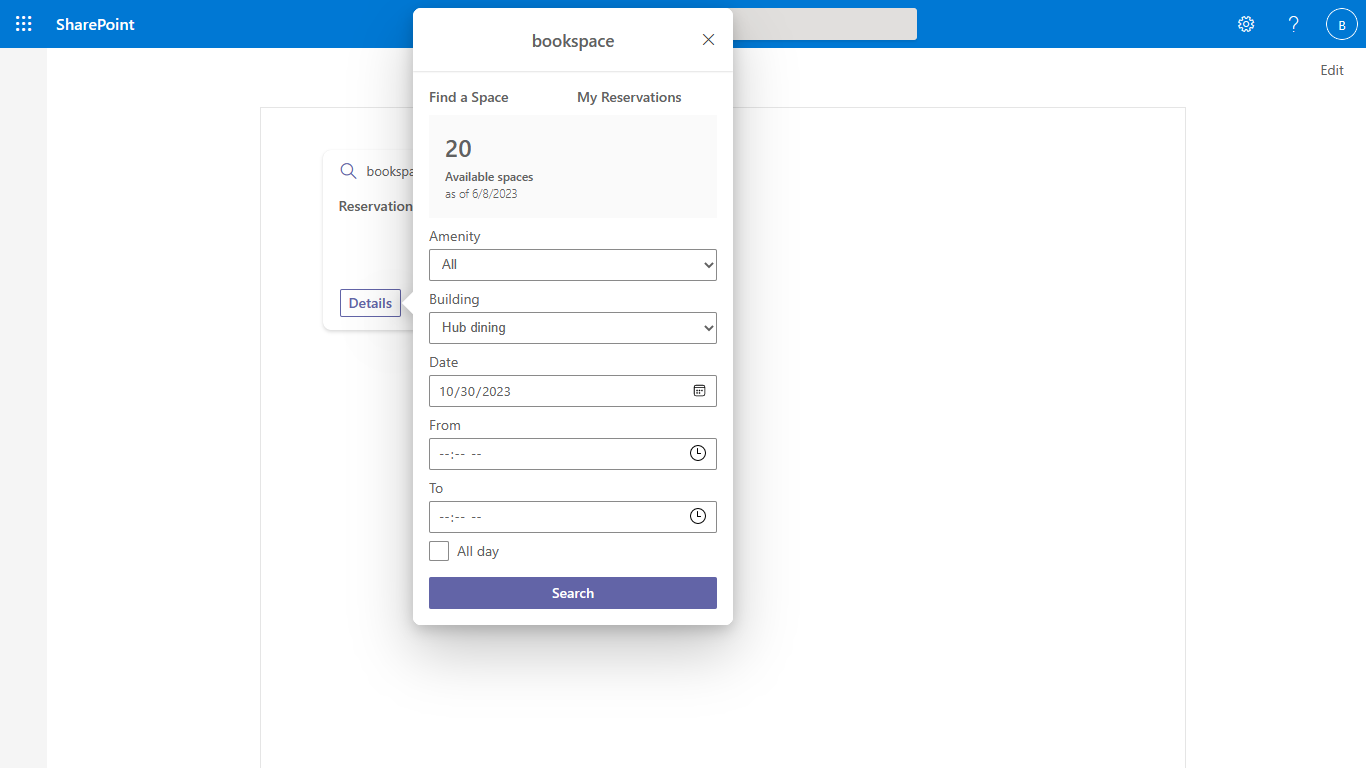 SharePoint
B
Edit
bookspace
Find a Space
My Reservations
20
Available spaces
as of 6/8/2023
Amenity
All
Building
Hub dining
Date
10/30/2023
From
--:-- --
To
--:-- --
All day
Search
Reservation
Details